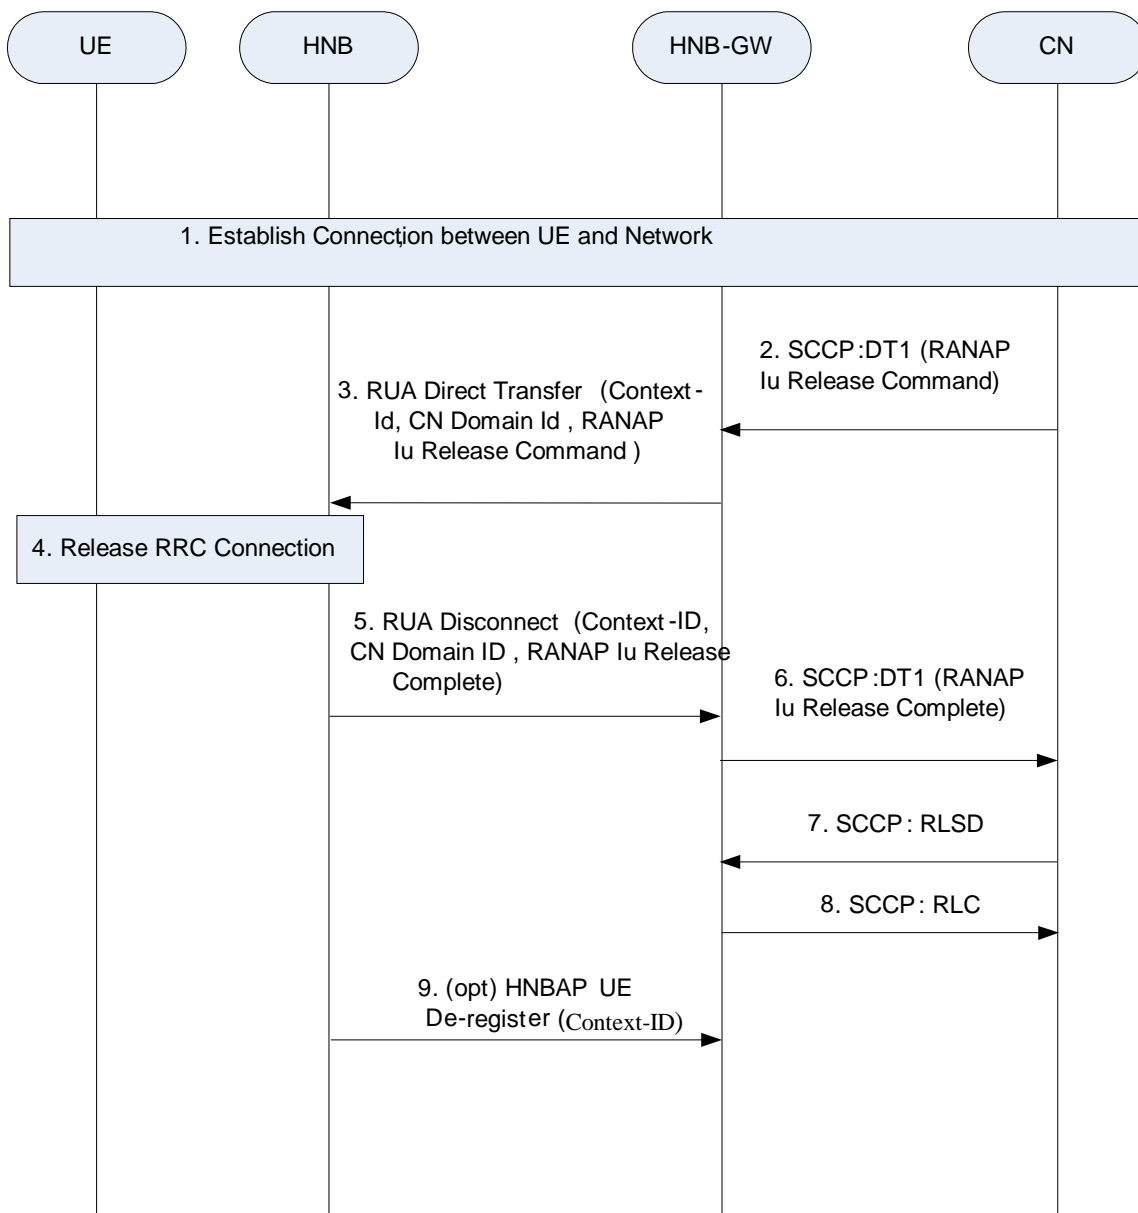 UE
HNB
HNB-GW
CN
1. Establish Connection between UE and Network
2. SCCP:DT1 (RANAP
Iu Release Command)
3. RUA Direct Transfer (Context-
Id, CN Domain Id , RANAP
Iu Release Command )
4. Release RRC Connection
5. RUA Disconnect (Context-ID,
CN Domain ID , RANAP Iu Release
Complete)
6. SCCP:DT1 (RANAP
Iu Release Complete)
7. SCCP: RLSD
8. SCCP: RLC
9. (opt) HNBAP UE
De-register (Context-ID)